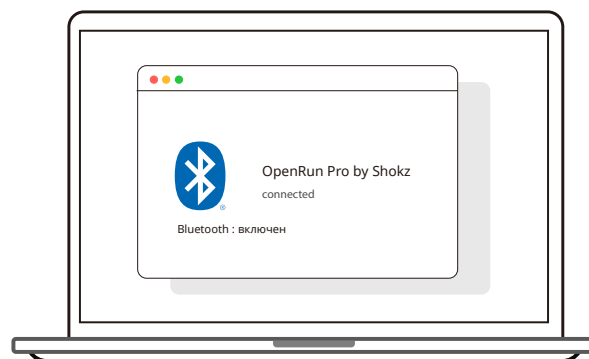 OpenRun Pro by Shokz
connected
®
Bluetooth : включен